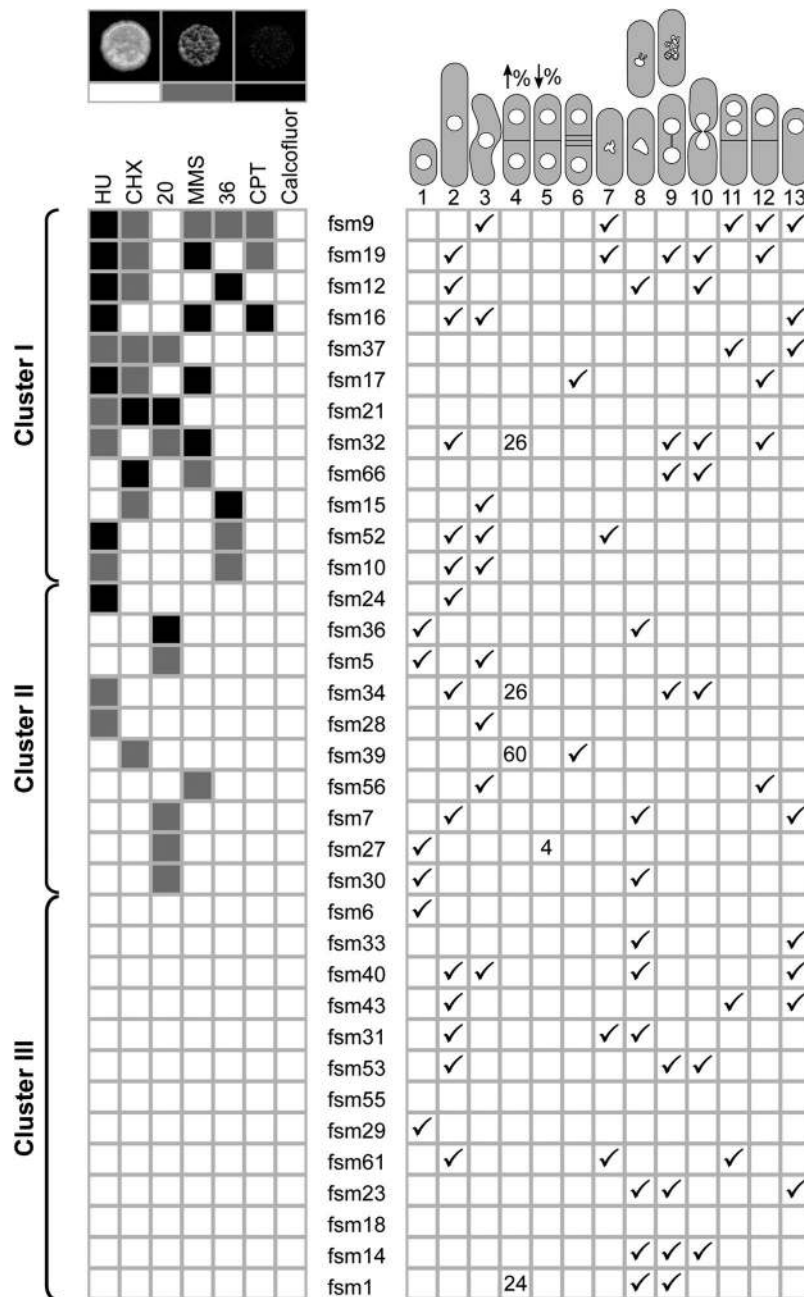 ↑% ↓%
HU CHX 20 MMS 36 CPT Calcofluor
1 2 3 4 5 6 7 8 9 10 11 12 13
Cluster I
fsm9 ✓ ✓ ✓ ✓ ✓
fsm19 ✓ ✓ ✓ ✓ ✓
fsm12 ✓ ✓ ✓
fsm16 ✓ ✓ ✓
fsm37 ✓ ✓
fsm17 ✓ ✓
fsm21
fsm32 ✓ 26 ✓ ✓ ✓
fsm66 ✓ ✓
fsm15 ✓
fsm52 ✓ ✓ ✓
fsm10 ✓ ✓
Cluster II
fsm24 ✓
fsm36 ✓ ✓
fsm5 ✓ ✓
fsm34 ✓ 26 ✓ ✓
fsm28 ✓
fsm39 60 ✓
fsm56 ✓ ✓
fsm7 ✓ ✓ ✓
fsm27 ✓ 4
fsm30 ✓ ✓
Cluster III
fsm6 ✓
fsm33 ✓ ✓
fsm40 ✓ ✓ ✓ ✓
fsm43 ✓ ✓ ✓
fsm31 ✓ ✓ ✓
fsm53 ✓ ✓ ✓
fsm55
fsm29 ✓
fsm61 ✓ ✓ ✓
fsm23 ✓ ✓ ✓
fsm18
fsm14 ✓ ✓ ✓
fsm1 24 ✓ ✓